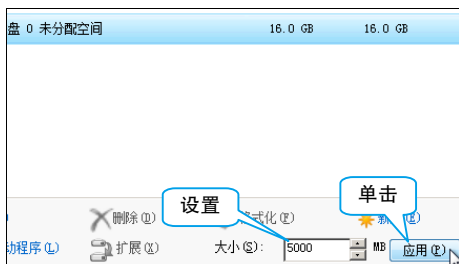 盘 0 未分配空间 16.0 GB 16.0 GB
设置
单击
删除(D) 式化(F) 新 (E)
动程序(L) 扩展(X) 大小(S): 5000 MB 应用(P)